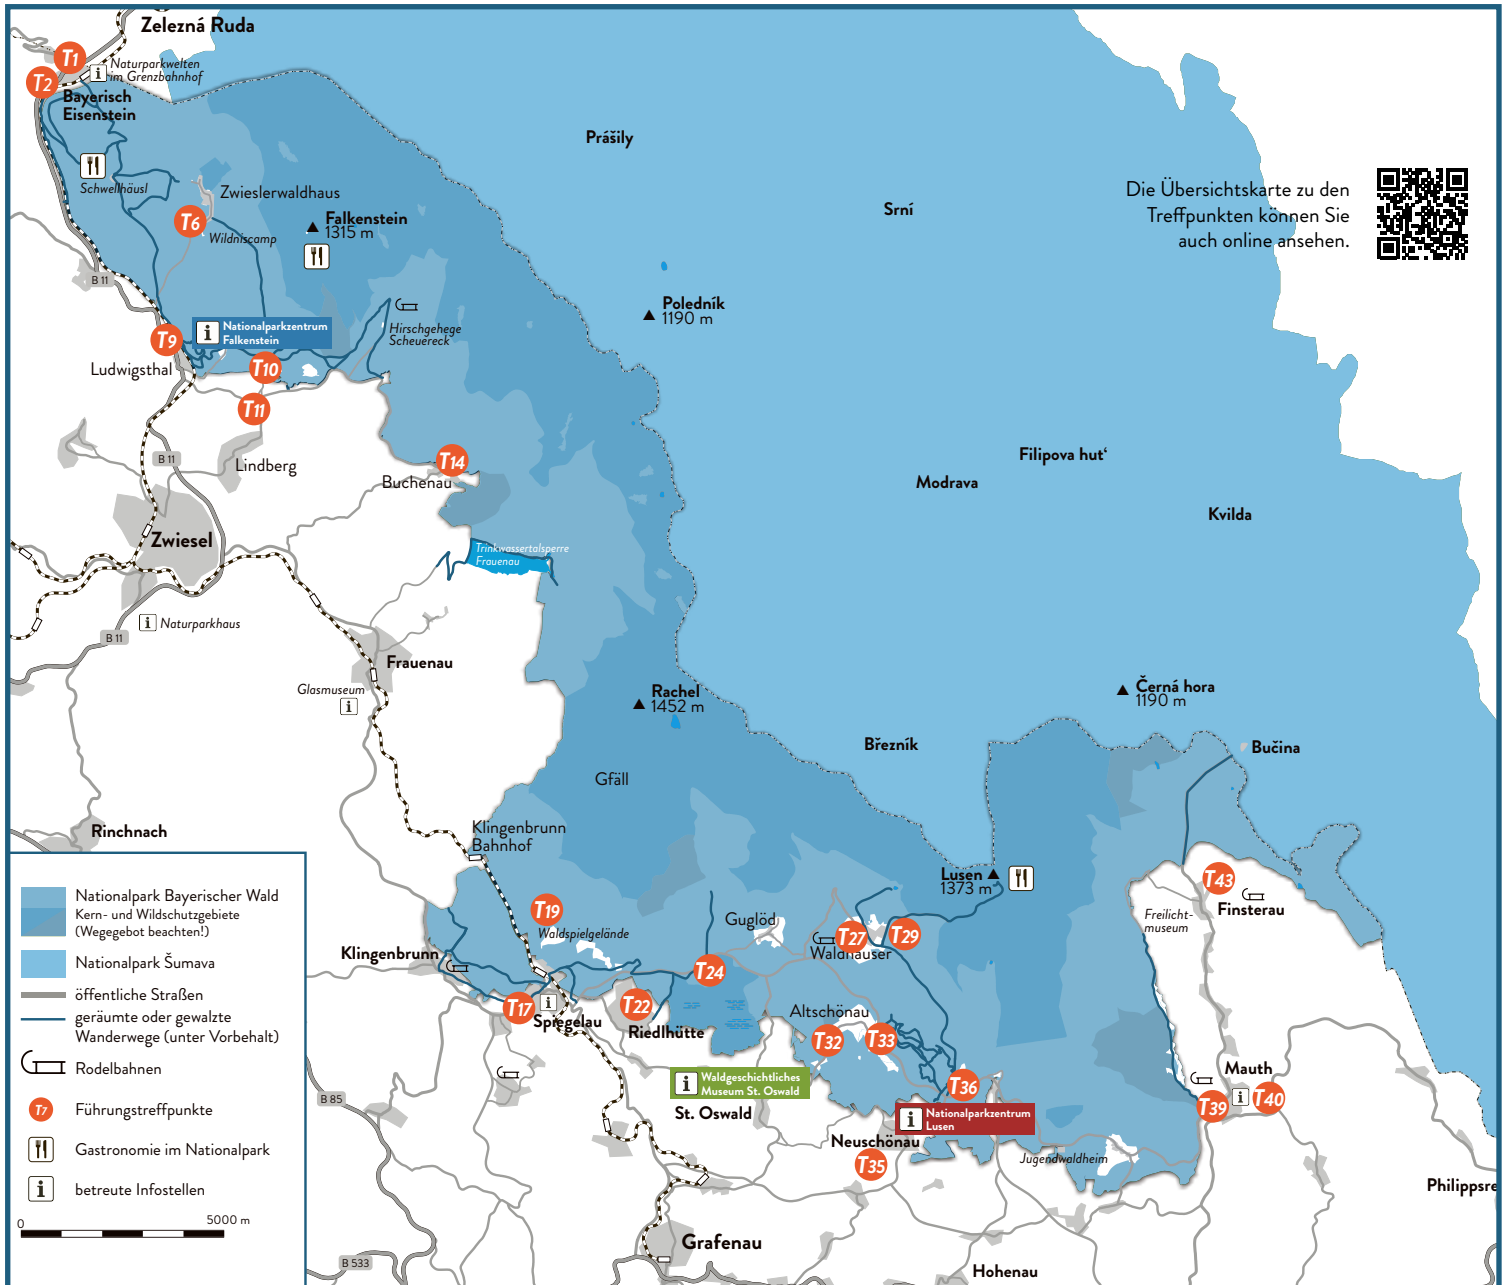 Zelezná Ruda
T1
Naturparkwelten
im Grenzbahnhof
T2
Bayerisch
Eisenstein
Prášily
Schwellhäusl
Zwieslerwaldhaus
Die Übersichtskarte zu den
Treffpunkten können Sie
auch online ansehen.
Srní
T6
Wildniscamp
Falkenstein
1315 m
B 11
Poledník
1190 m
Hirschgehege
Scheuereck
Nationalparkzentrum
Falkenstein
T9
Ludwigsthal
T10
T11
Lindberg
B 11
T14
Buchenau
Filipova hut‘
Modrava
Kvilda
Zwiesel
Trinkwassertalsperre
Frauenau
Naturparkhaus
B 11
Frauenau
Glasmuseum
Rachel
1452 m
Černá hora
1190 m
Březník
Bučina
Gfäll
Rinchnach
Klingenbrunn
Bahnhof
Lusen
1373 m
T43
Finsterau
Freilicht-
museum
T19
Waldspielgelände
Guglöd
T27
T29
Waldhäuser
Klingenbrunn
T24
T17
Spiegelau
T22
Riedlhütte
Altschönau
T32
T33
T36
Waldgeschichtliches
Museum St. Oswald
St. Oswald
Nationalparkzentrum
Lusen
Neuschönau
T35
Jugendwaldheim
Mauth
T39
T40
Philippsre
B 85
B 533
Grafenau
Hohenau
Nationalpark Bayerischer Wald
Kern- und Wildschutzgebiete
(Wegegebot beachten!)
Nationalpark Šumava
öffentliche Straßen
geräumte oder gewalzte
Wanderwege (unter Vorbehalt)
Rodelbahnen
T7
Führungstreffpunkte
Gastronomie im Nationalpark
betreute Infostellen
0
5000 m